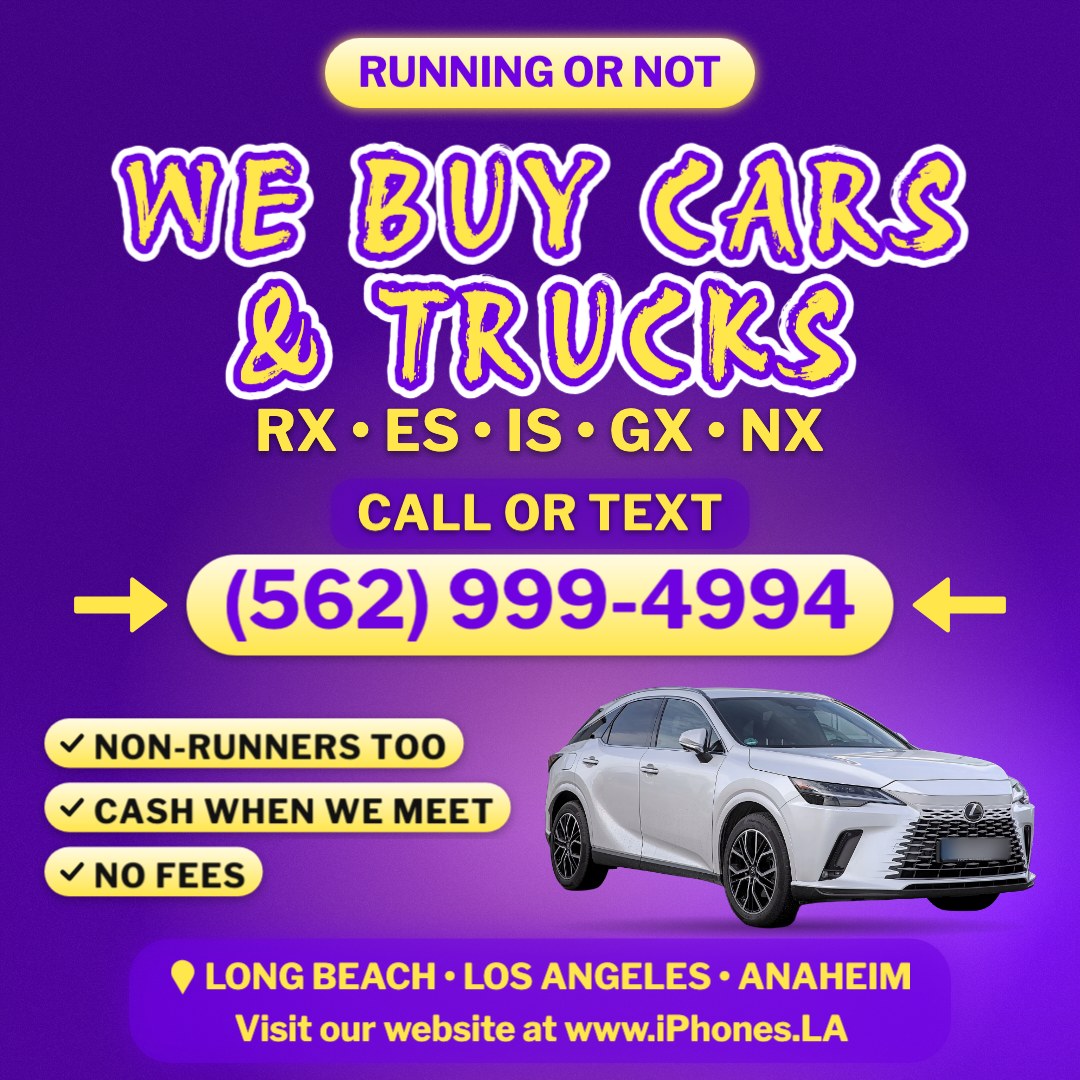 RUNNING OR NOT
WE BUY CARS
& TRUCKS
RX • ES • IS • GX • NX
CALL OR TEXT
(562) 999-4994
✓ NON-RUNNERS TOO
✓ CASH WHEN WE MEET
✓ NO FEES
LONG BEACH • LOS ANGELES • ANAHEIM
Visit our website at www.iPhones.LA